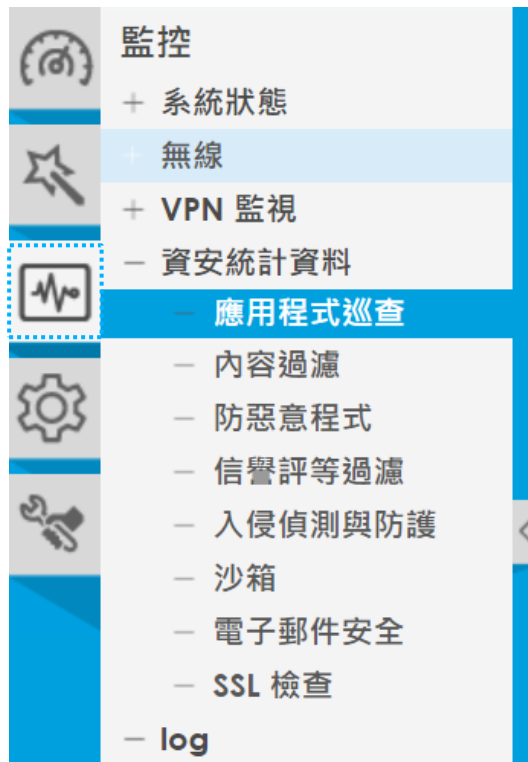 監控
系統狀態
無線
VPN 監視
資安統計資料
應用程式巡查
內容過濾
防惡意程式
信譽評等過濾
入侵偵測與防護
沙箱
電子郵件安全
SSL 檢查
log